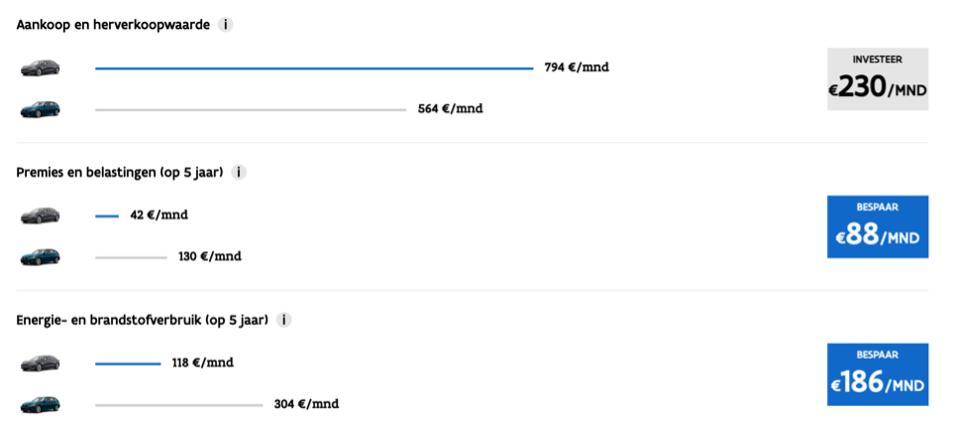 Aankoop en herverkoopwaarde i
794 €/mnd
564 €/mnd
INVESTEER
€230/MND
Premies en belastingen (op 5 jaar) i
42 €/mnd
130 €/mnd
BESPAAR
€88/MND
Energie- en brandstofverbruik (op 5 jaar) i
118 €/mnd
304 €/mnd
BESPAAR
€186/MND